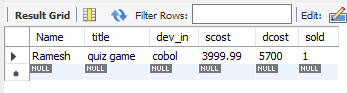 Result Grid Filter Rows: Edit:
Name title dev_in scost dcost sold
Ramesh quiz game cobol 3999.99 5700 1
NULL NULL NULL NULL NULL NULL